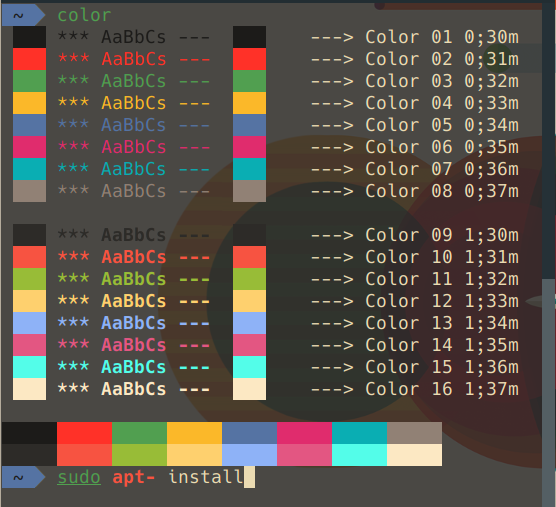 ~ color
*** AaBbCs --- ---> Color 01 0;30m
*** AaBbCs --- ---> Color 02 0;31m
*** AaBbCs --- ---> Color 03 0;32m
*** AaBbCs --- ---> Color 04 0;33m
*** AaBbCs --- ---> Color 05 0;34m
*** AaBbCs --- ---> Color 06 0;35m
*** AaBbCs --- ---> Color 07 0;36m
*** AaBbCs --- ---> Color 08 0;37m
*** AaBbCs --- ---> Color 09 1;30m
*** AaBbCs --- ---> Color 10 1;31m
*** AaBbCs --- ---> Color 11 1;32m
*** AaBbCs --- ---> Color 12 1;33m
*** AaBbCs --- ---> Color 13 1;34m
*** AaBbCs --- ---> Color 14 1;35m
*** AaBbCs --- ---> Color 15 1;36m
*** AaBbCs --- ---> Color 16 1;37m
~ sudo apt- install